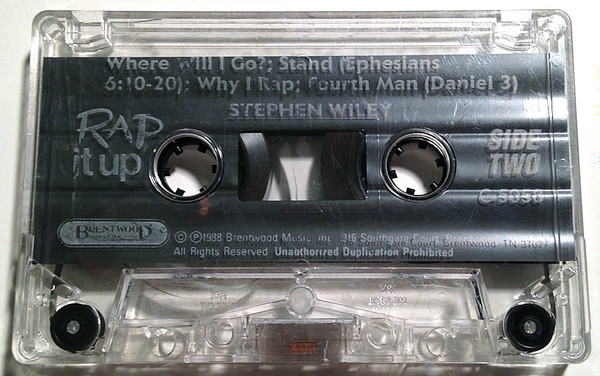 Where Will I Go?; Stand (Ephesians
6:10-20); Why I Rap; Fourth Man (Daniel 3)
STEPHEN WILEY
RAP
it up
SIDE
TWO
BRENTWOOD
© ℗1988 Brentwood Music, Inc. 316 Southgate Court, Brentwood TN 37027
All Rights Reserved Unauthorized Duplication Prohibited